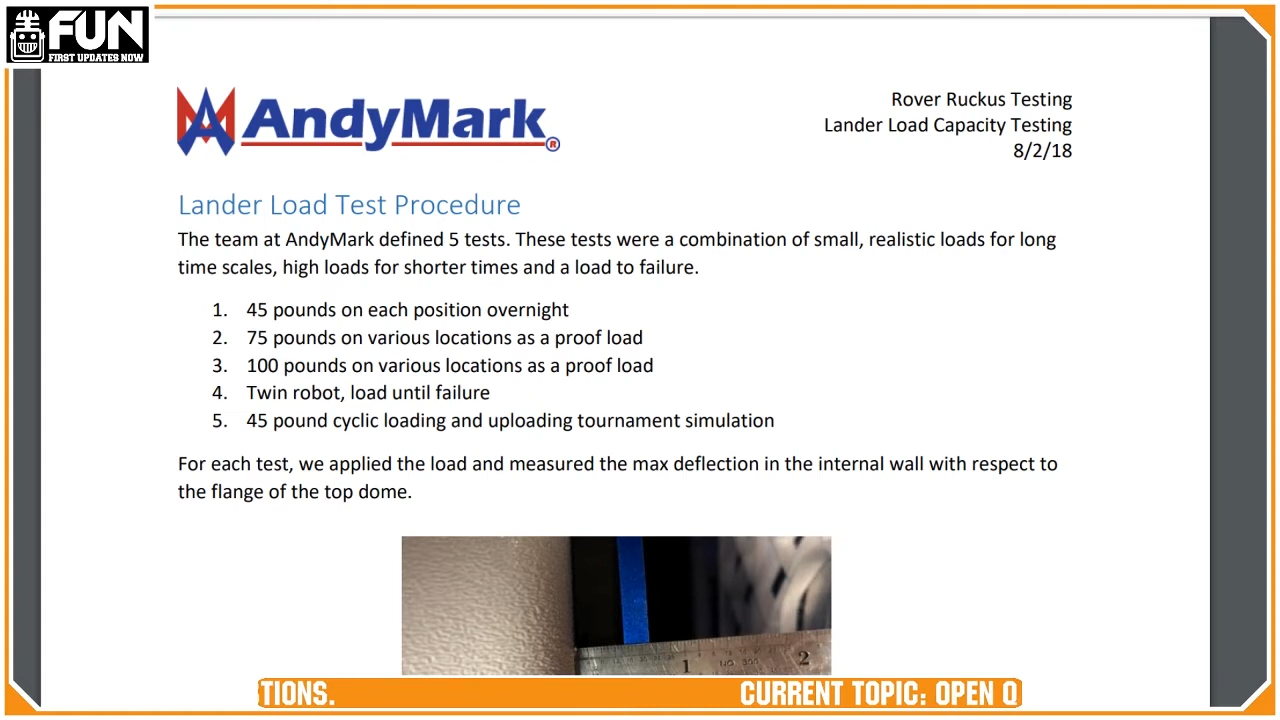 FUN
FIRST UPDATES NOW
AndyMark®
Rover Ruckus Testing
Lander Load Capacity Testing
8/2/18
Lander Load Test Procedure
The team at AndyMark defined 5 tests. These tests were a combination of small, realistic loads for long
time scales, high loads for shorter times and a load to failure.
1. 45 pounds on each position overnight
2. 75 pounds on various locations as a proof load
3. 100 pounds on various locations as a proof load
4. Twin robot, load until failure
5. 45 pound cyclic loading and uploading tournament simulation
For each test, we applied the load and measured the max deflection in the internal wall with respect to
the flange of the top dome.
1 NO 300 2
TIONS. CURRENT TOPIC: OPEN Q